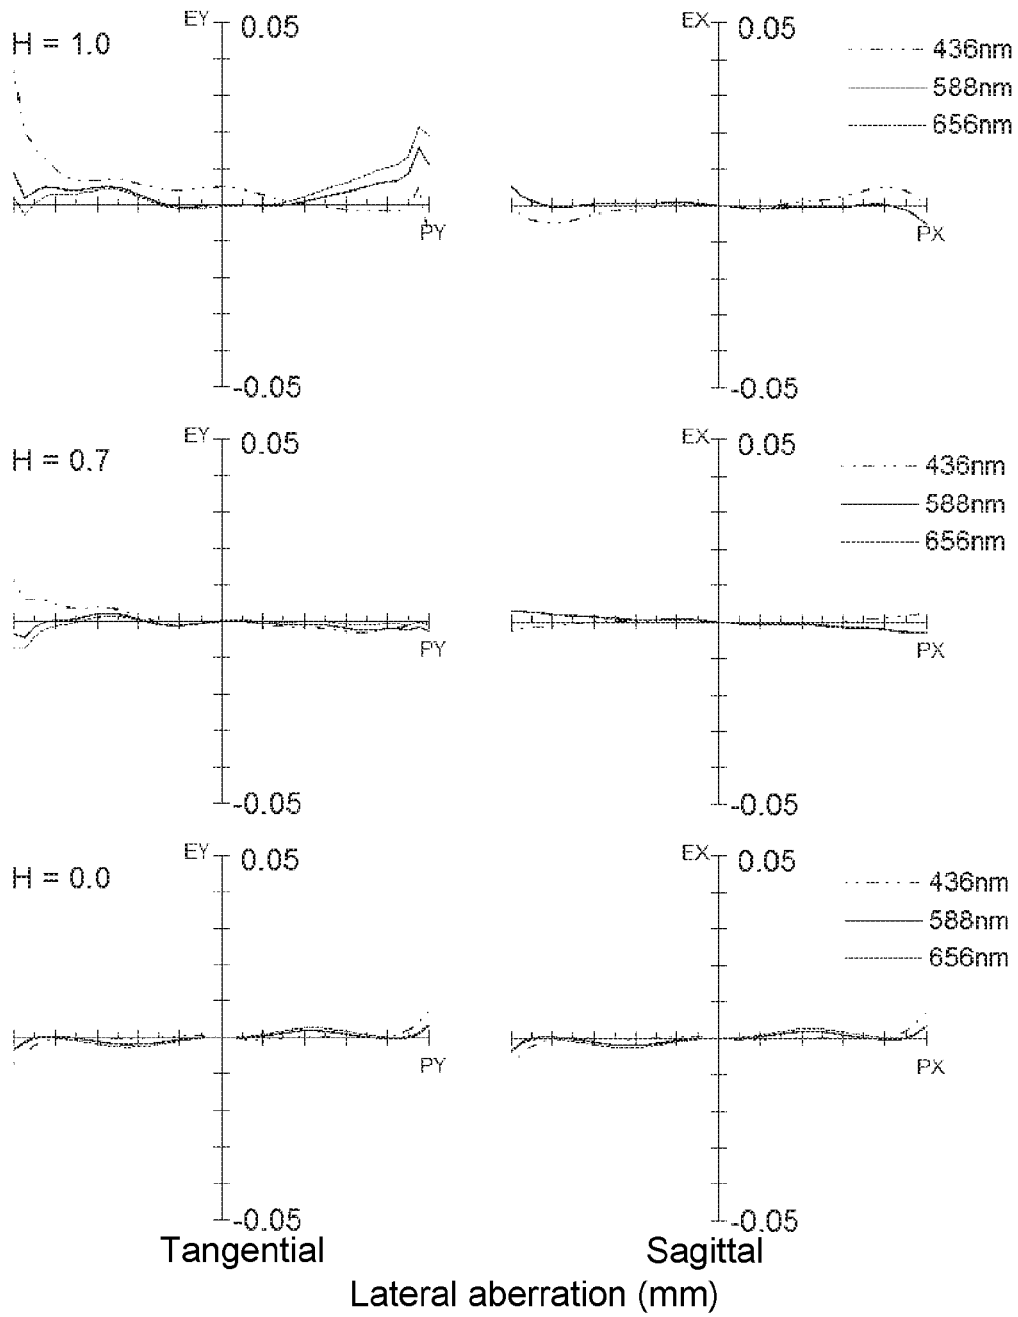 EY 0.05 EX 0.05
H = 1.0
436nm
588nm
656nm
PY PX
-0.05 -0.05
EY 0.05 EX 0.05
H = 0.7
436nm
588nm
656nm
PY PX
-0.05 -0.05
EY 0.05 EX 0.05
H = 0.0
436nm
588nm
656nm
PY PX
-0.05 -0.05
Tangential Sagittal
Lateral aberration (mm)